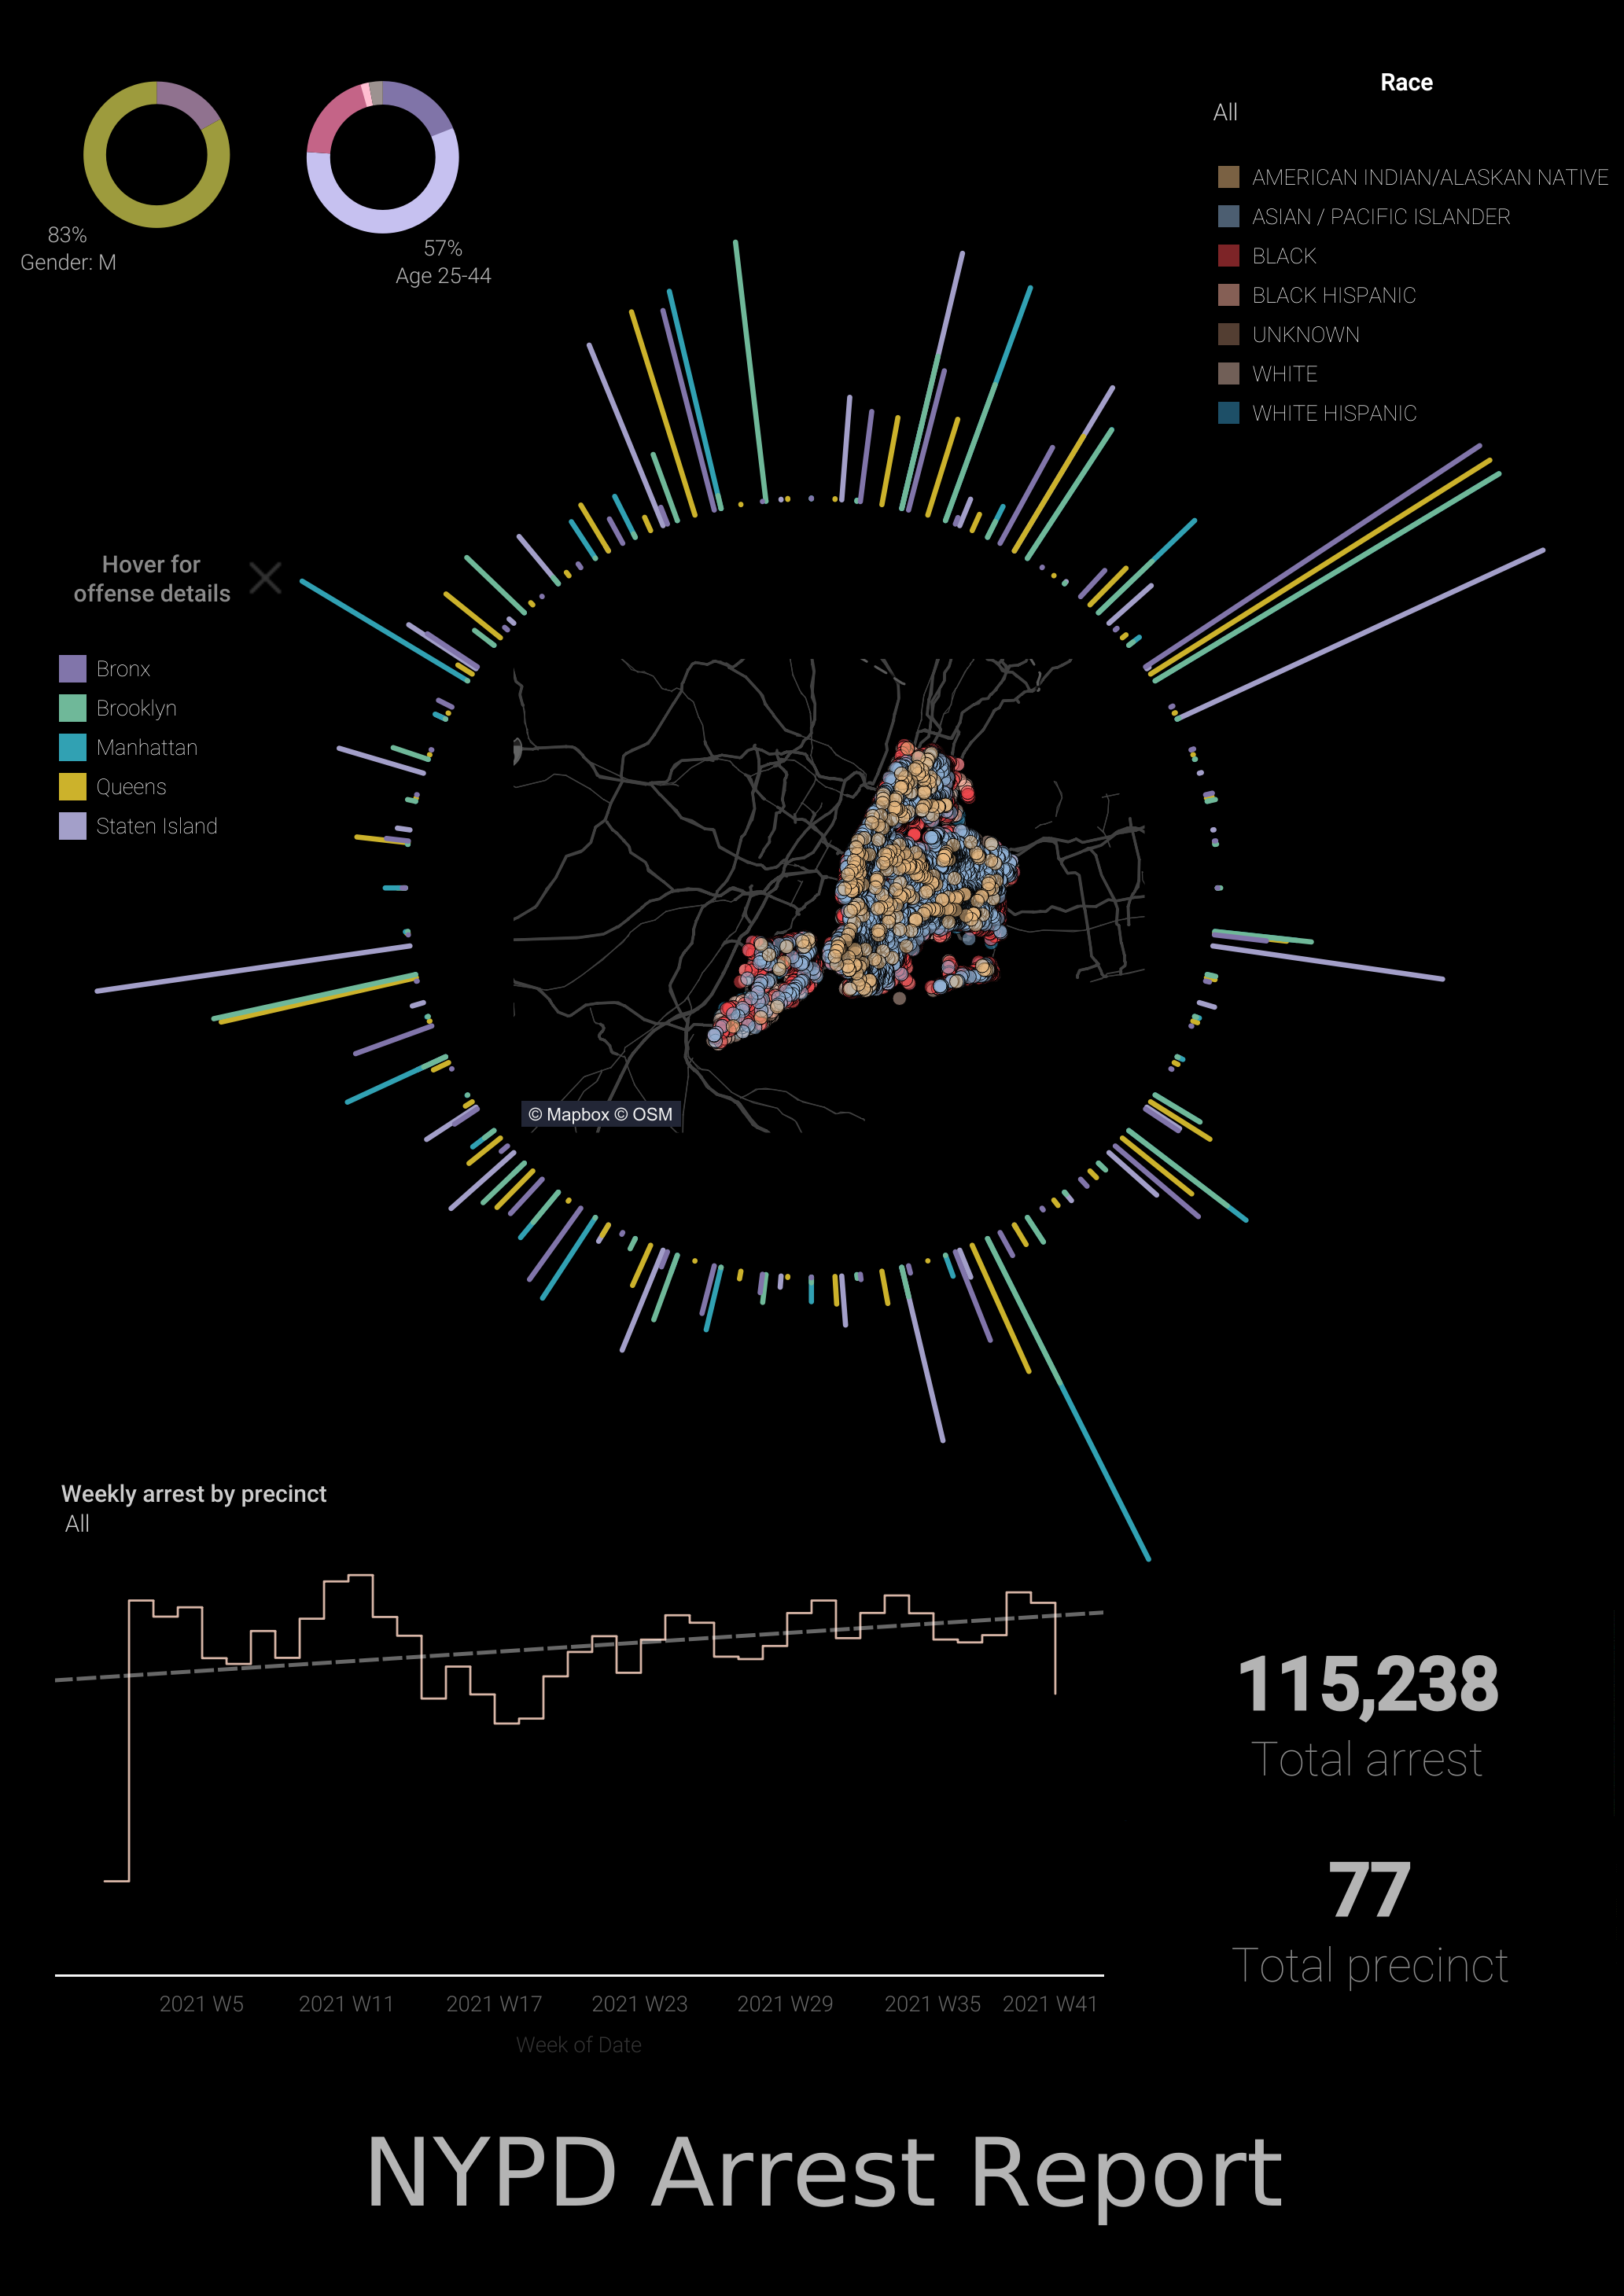 83%
Gender: M
57%
Age 25-44
Race
All
AMERICAN INDIAN/ALASKAN NATIVE
ASIAN / PACIFIC ISLANDER
BLACK
BLACK HISPANIC
UNKNOWN
WHITE
WHITE HISPANIC
Hover for
offense details
Bronx
Brooklyn
Manhattan
Queens
Staten Island
© Mapbox © OSM
Weekly arrest by precinct
All
2021 W5 2021 W11 2021 W17 2021 W23 2021 W29 2021 W35 2021 W41
Week of Date
115,238
Total arrest
77
Total precinct
NYPD Arrest Report